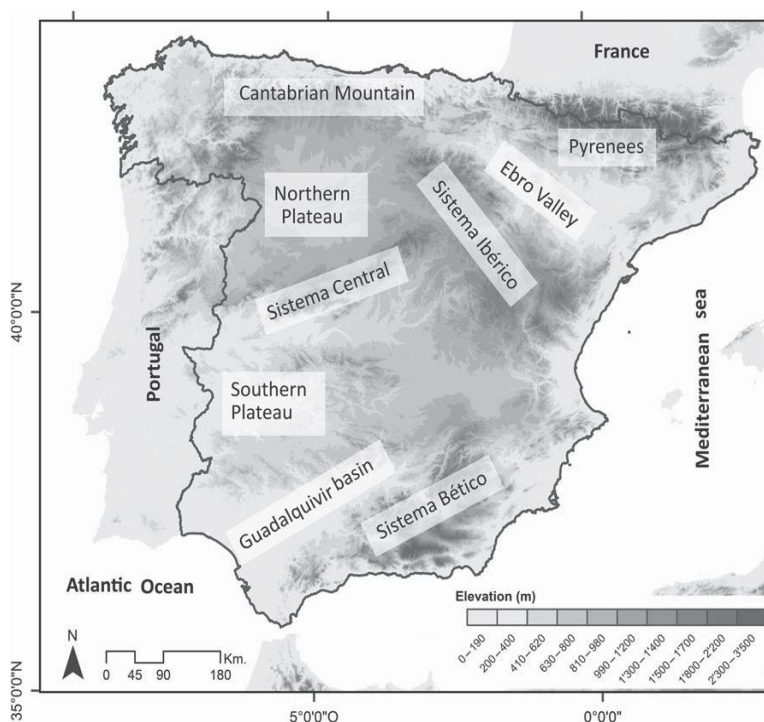 France
Cantabrian Mountain
Pyrenees
Ebro Valley
Northern
Plateau
Sistema Ibérico
Sistema Central
40°0'0"N
Portugal
Mediterranean sea
Southern
Plateau
Guadalquivir basin
Sistema Bético
Atlantic Ocean
Elevation (m)
N
Km.
0 45 90 180
0–190
200–400
410–620
630–800
810–980
990–1'200
1'300–1'400
1'500–1'700
1'800–2'200
2'300–3'500
35°0'0"N
5°0'0"O
0°0'0"